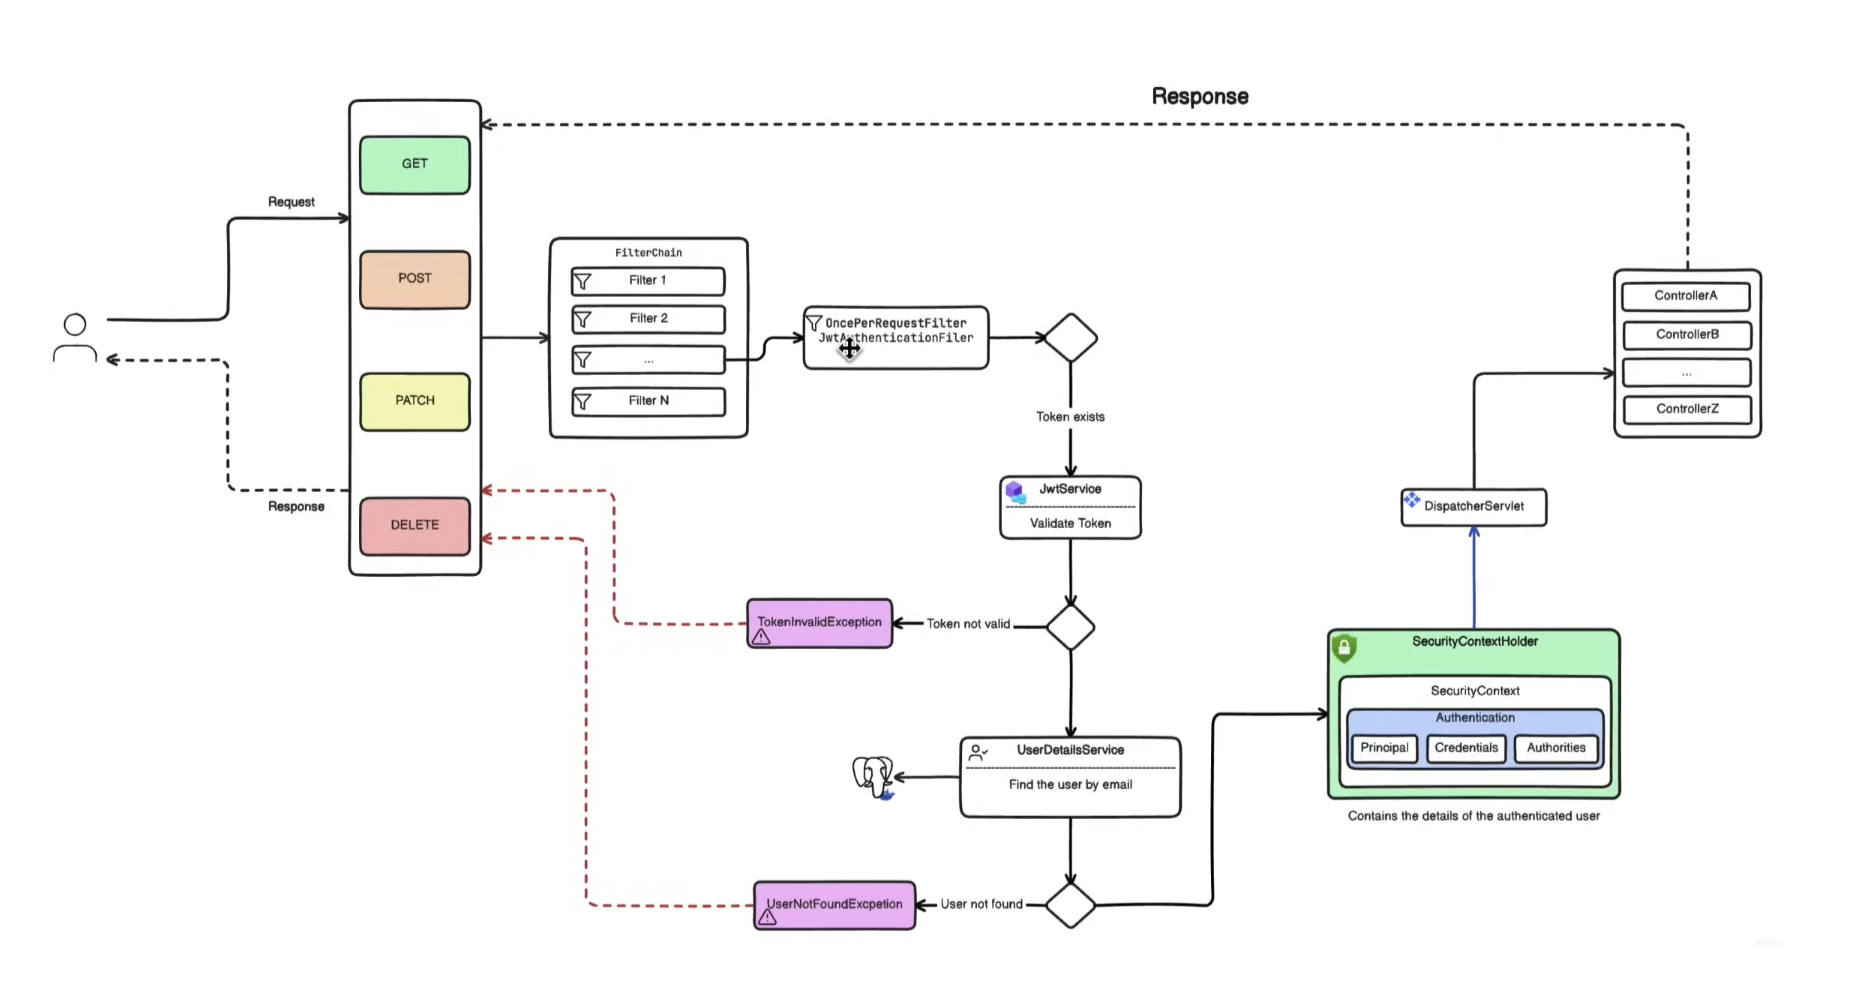 Response
GET
Request
POST
PATCH
DELETE
Response
FilterChain
Filter 1
Filter 2
...
Filter N
OncePerRequestFilter
JwtAuthenticationFiler
Token exists
JwtService
Validate Token
Token not valid
TokenInvalidException
UserDetailsService
Find the user by email
User not found
UserNotFoundExcpetion
SecurityContextHolder
SecurityContext
Authentication
Principal
Credentials
Authorities
Contains the details of the authenticated user
DispatcherServlet
ControllerA
ControllerB
...
ControllerZ